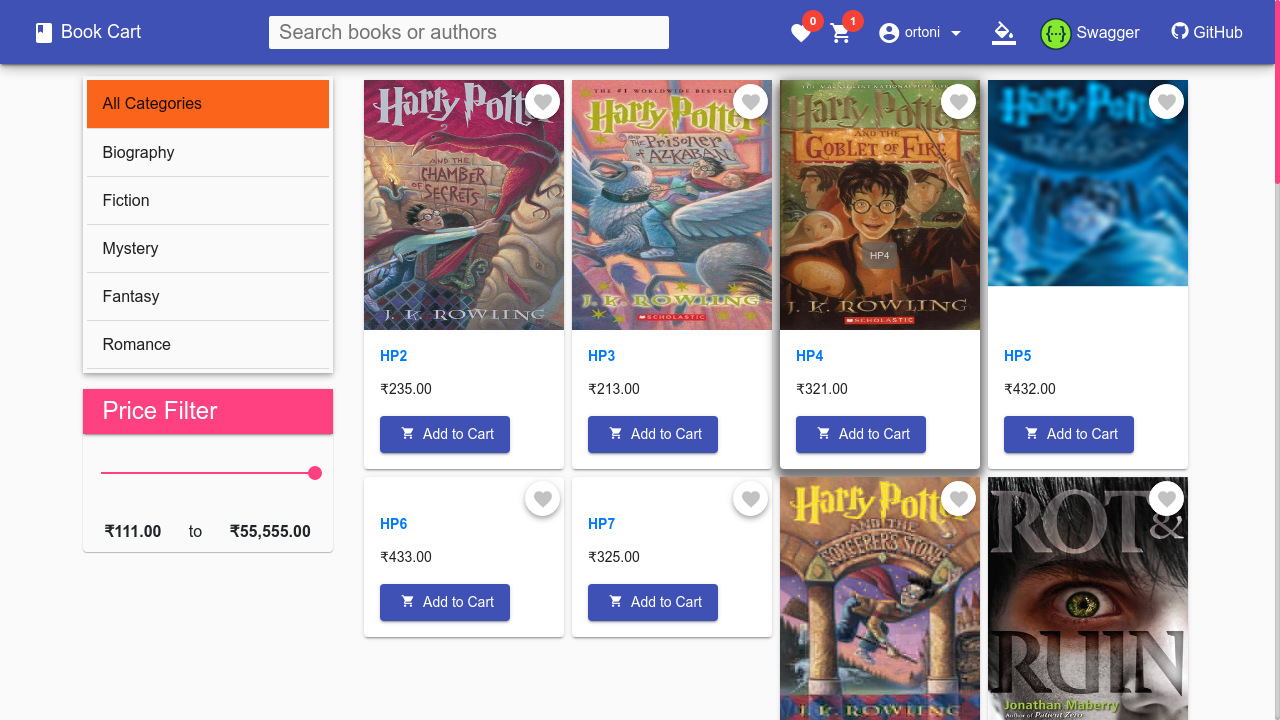 Book Cart
Search books or authors
0
1
ortoni
Swagger
GitHub
All Categories
Biography
Fiction
Mystery
Fantasy
Romance
Price Filter
₹111.00 to ₹55,555.00
Harry Potter
AND THE
CHAMBER
OF SECRETS
J. K. ROWLING
HP2
₹235.00
Add to Cart
THE #1 WORLDWIDE BESTSELLER
Harry Potter
AND THE Prisoner
OF AZKABAN
J. K. ROWLING
SCHOLASTIC
HP3
₹213.00
Add to Cart
Harry Potter
AND THE
GOBLET OF FIRE
HP4
J. K. ROWLING
SCHOLASTIC
HP4
₹321.00
Add to Cart
Harry Potter
HP5
₹432.00
Add to Cart
HP6
₹433.00
Add to Cart
HP7
₹325.00
Add to Cart
Harry Potter
AND THE
SORCERER'S STONE
J. K. ROWLING
ROT &
RUIN
Jonathan Maberry
Author of Patient Zero